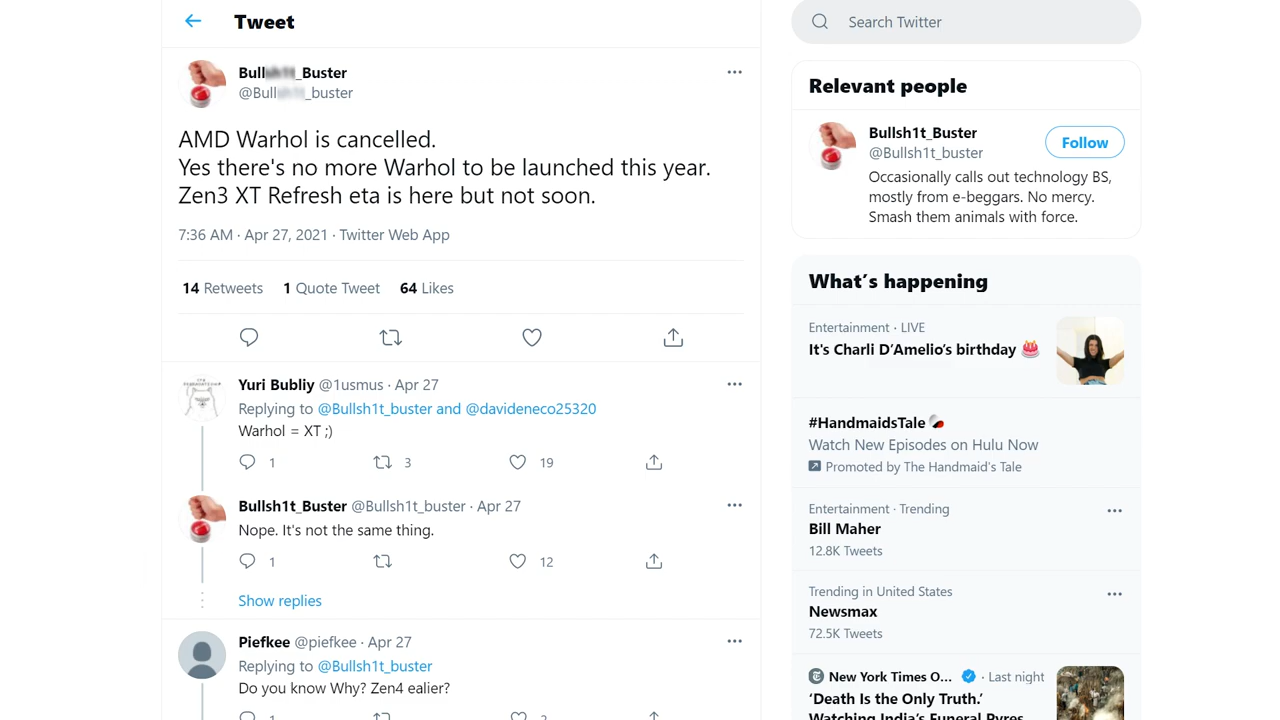 Tweet
Bull _Buster
@Bull _buster
AMD Warhol is cancelled.
Yes there's no more Warhol to be launched this year.
Zen3 XT Refresh eta is here but not soon.
7:36 AM · Apr 27, 2021 · Twitter Web App
14 Retweets 1 Quote Tweet 64 Likes
Yuri Bubliy @1usmus · Apr 27
Replying to @Bullsh1t_buster and @davideneco25320
Warhol = XT ;)
1 3 19
Bullsh1t_Buster @Bullsh1t_buster · Apr 27
Nope. It's not the same thing.
1 12
Show replies
Piefkee @piefkee · Apr 27
Replying to @Bullsh1t_buster
Do you know Why? Zen4 ealier?
1 2
Search Twitter
Relevant people
Bullsh1t_Buster
@Bullsh1t_buster
Follow
Occasionally calls out technology BS,
mostly from e-beggars. No mercy.
Smash them animals with force.
What's happening
Entertainment · LIVE
It's Charli D'Amelio's birthday 🎂
#HandmaidsTale
Watch New Episodes on Hulu Now
Promoted by The Handmaid's Tale
Entertainment · Trending
Bill Maher
12.8K Tweets
Trending in United States
Newsmax
72.5K Tweets
New York Times O... · Last night
'Death Is the Only Truth.'
Watching India's Funeral Pyres